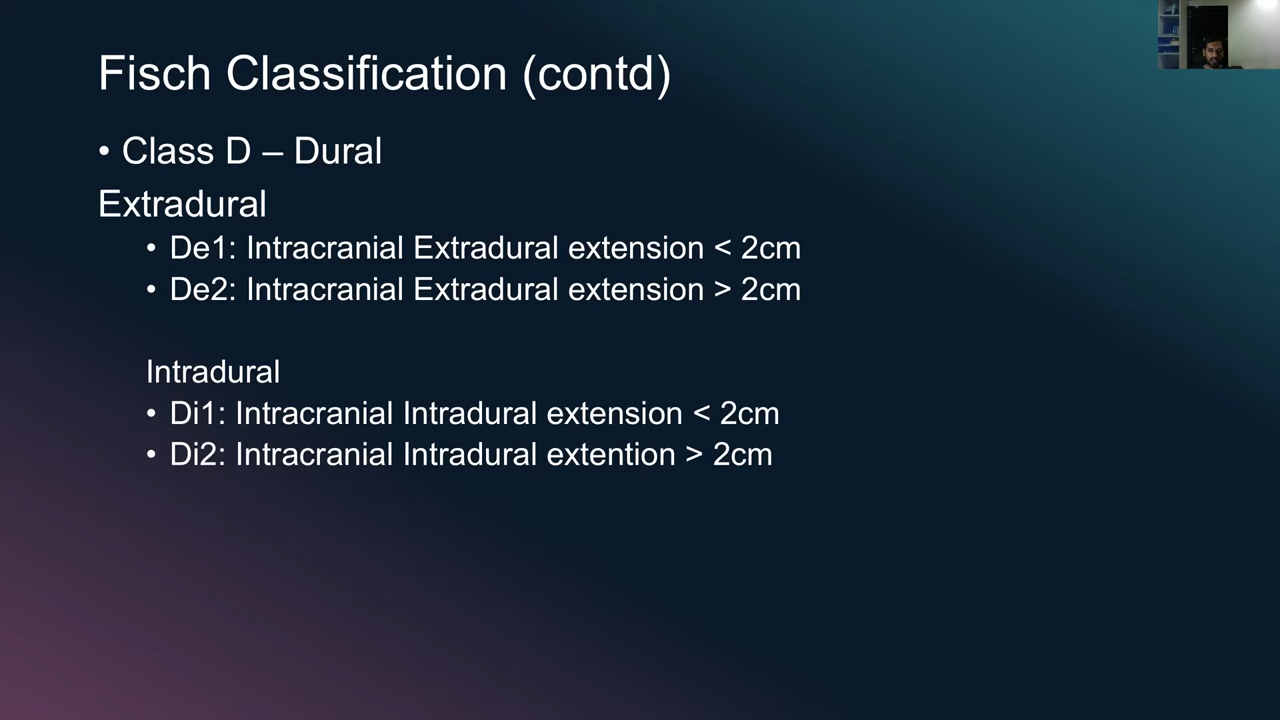 Fisch Classification (contd)
• Class D – Dural
Extradural
• De1: Intracranial Extradural extension < 2cm
• De2: Intracranial Extradural extension > 2cm
Intradural
• Di1: Intracranial Intradural extension < 2cm
• Di2: Intracranial Intradural extention > 2cm